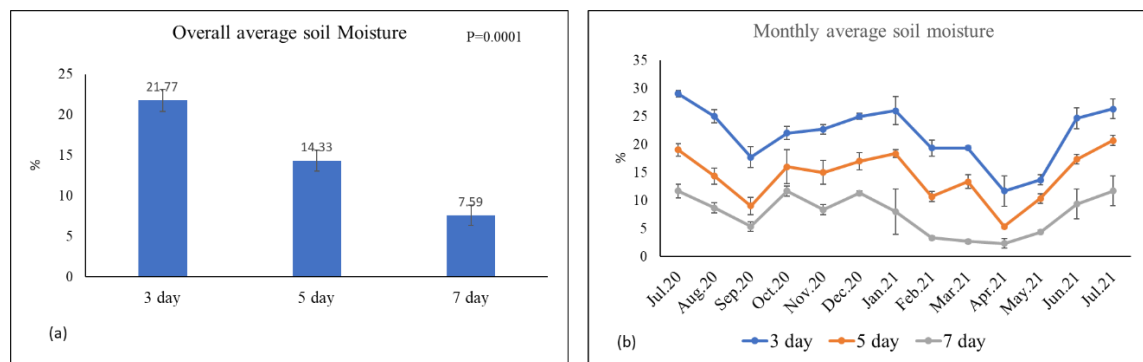 Overall average soil Moisture
P=0.0001
25
20
15
10
5
0
%
21.77
14.33
7.59
3 day
5 day
7 day
(a)
Monthly average soil moisture
35
30
25
20
15
10
5
0
%
Jul.20
Aug.20
Sep.20
Oct.20
Nov.20
Dec.20
Jan.21
Feb.21
Mar.21
Apr.21
May.21
Jun.21
Jul.21
(b)
3 day
5 day
7 day